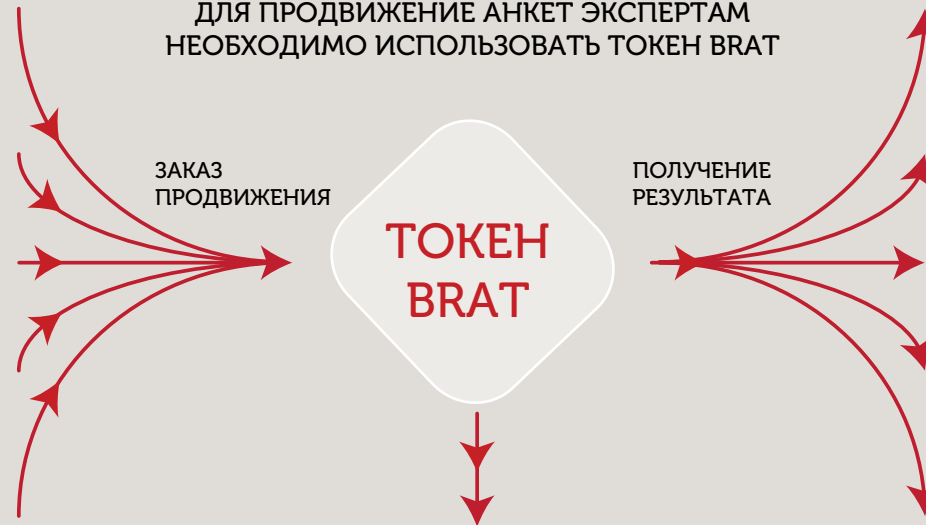 ДЛЯ ПРОДВИЖЕНИЕ АНКЕТ ЭКСПЕРТАМ
НЕОБХОДИМО ИСПОЛЬЗОВАТЬ ТОКЕН BRAT
ЗАКАЗ
ПРОДВИЖЕНИЯ
ТОКЕН
BRAT
ПОЛУЧЕНИЕ
РЕЗУЛЬТАТА